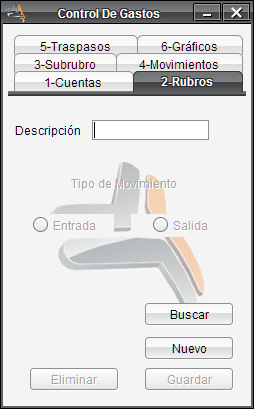 Control De Gastos
5-Traspasos 6-Gráficos
3-Subrubro 4-Movimientos
1-Cuentas 2-Rubros
Descripción
Tipo de Movimiento
Entrada Salida
Buscar
Nuevo
Eliminar Guardar